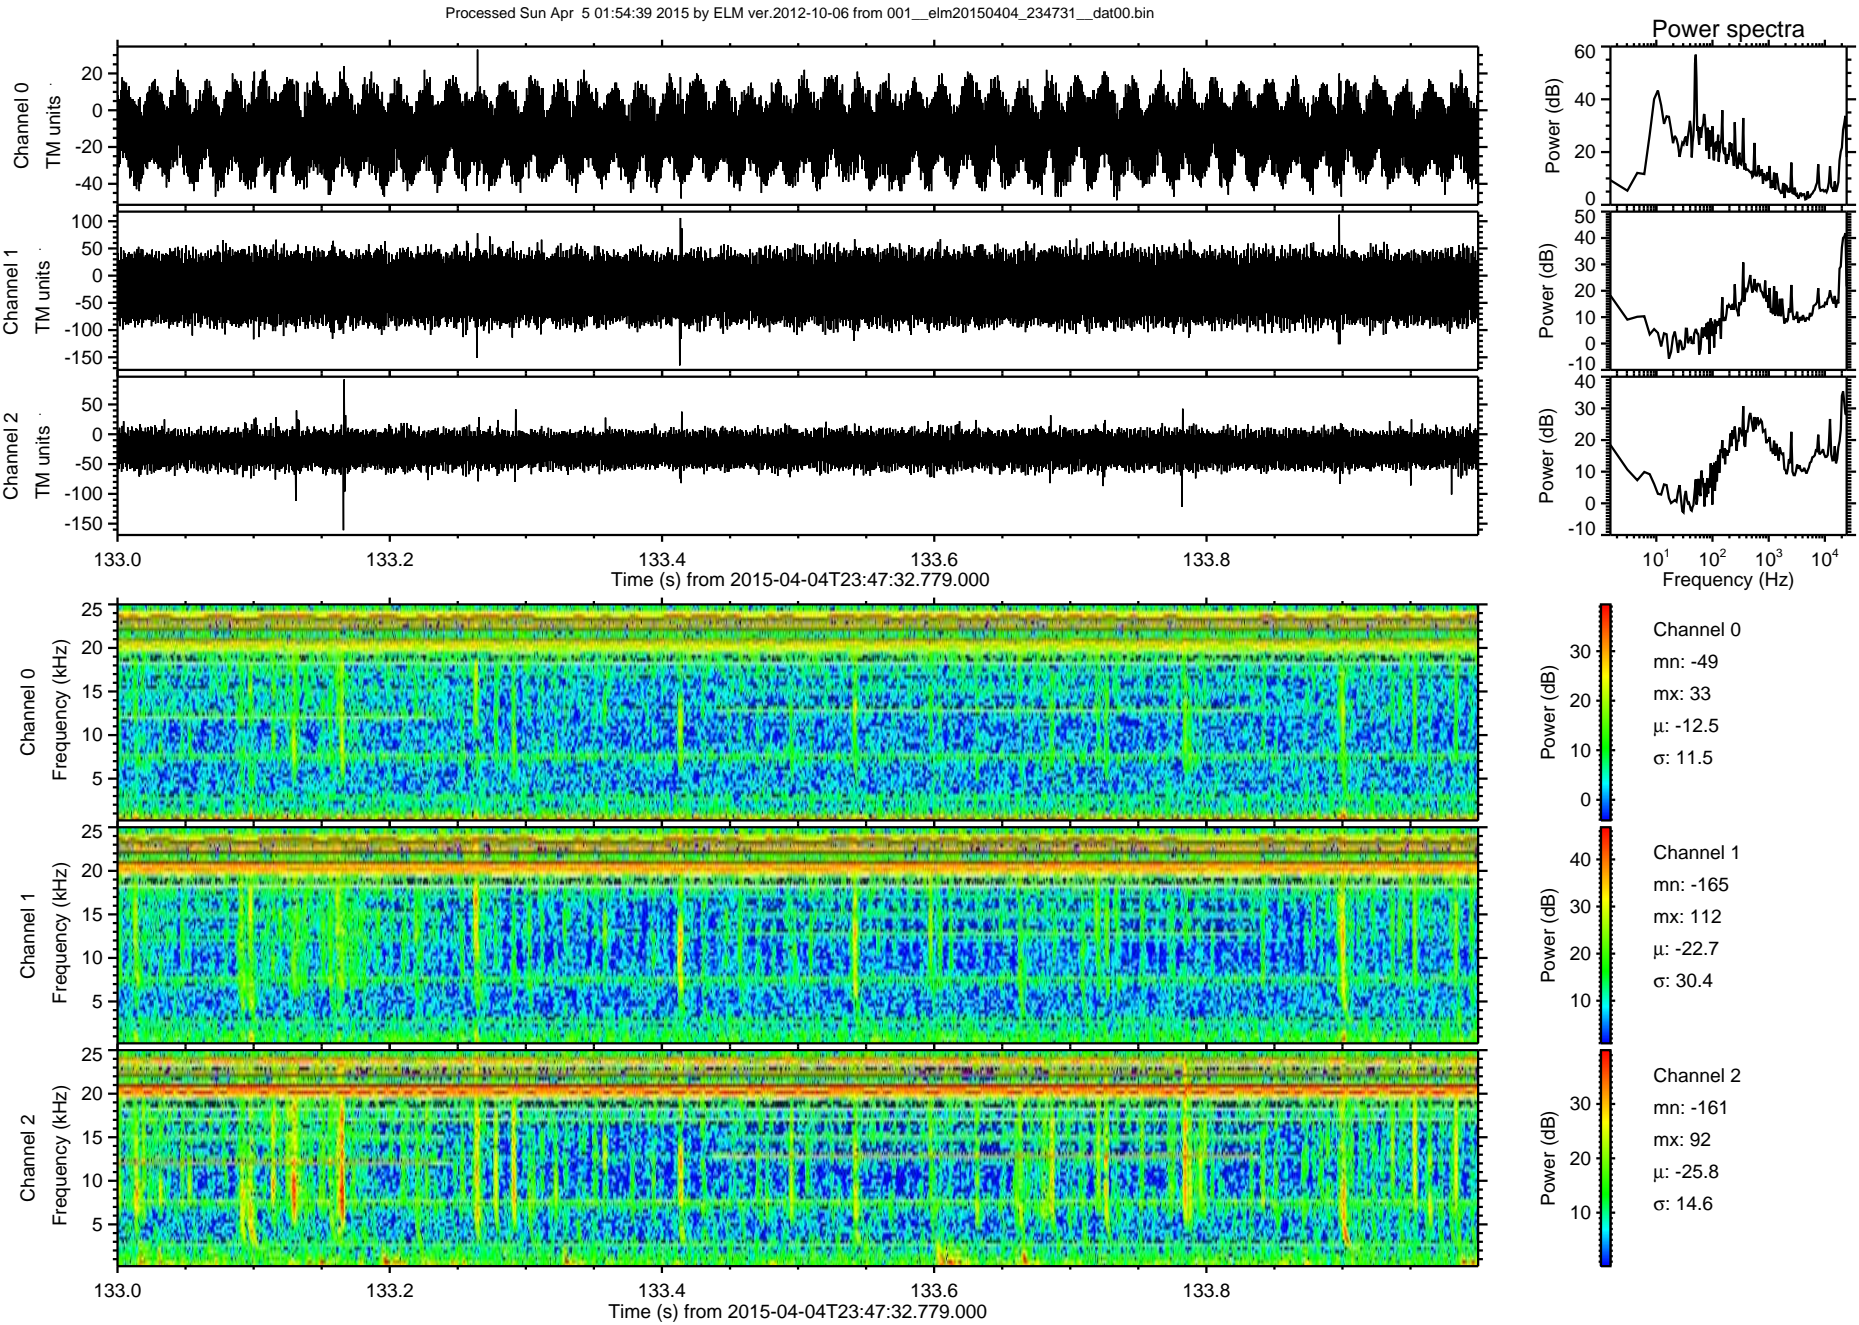 Processed Sun Apr  5 01:54:39 2015 by ELM ver.2012-10-06 from 001__elm20150404_234731__dat00.bin
Power spectra
Channel 0
TM units
20
0
-20
-40
Power (dB)
60
40
20
0
Channel 1
TM units
100
50
0
-50
-100
-150
Power (dB)
50
40
30
20
10
0
-10
Channel 2
TM units
50
0
-50
-100
-150
Power (dB)
40
30
20
10
0
-10
133.0 133.2 133.4 133.6 133.8
Time (s) from 2015-04-04T23:47:32.779.000
10^1 10^2 10^3 10^4
Frequency (Hz)
Channel 0
Frequency (kHz)
25
20
15
10
5
Power (dB)
30
20
10
0
Channel 0
mn: -49
mx: 33
μ: -12.5
σ: 11.5
Channel 1
Frequency (kHz)
25
20
15
10
5
Power (dB)
40
30
20
10
Channel 1
mn: -165
mx: 112
μ: -22.7
σ: 30.4
Channel 2
Frequency (kHz)
25
20
15
10
5
Power (dB)
30
20
10
Channel 2
mn: -161
mx: 92
μ: -25.8
σ: 14.6
133.0 133.2 133.4 133.6 133.8
Time (s) from 2015-04-04T23:47:32.779.000